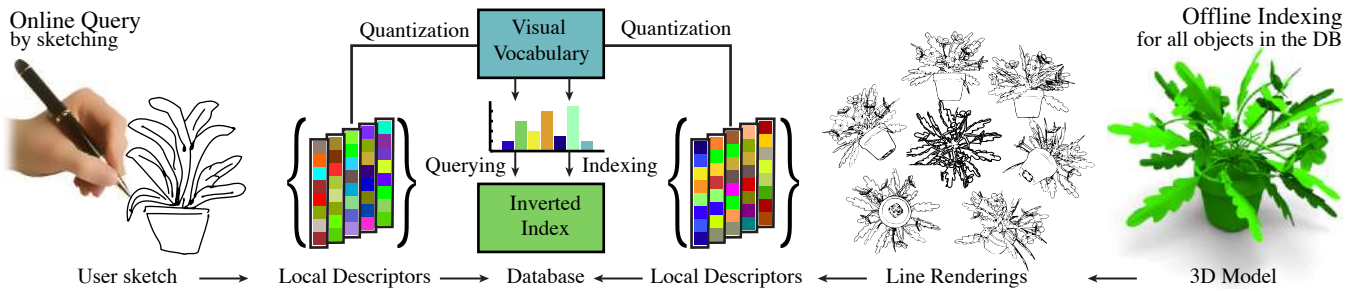 Online Query
by sketching
Quantization
Visual
Vocabulary
Quantization
Offline Indexing
for all objects in the DB
Querying
Indexing
Inverted
Index
User sketch
Local Descriptors
Database
Local Descriptors
Line Renderings
3D Model